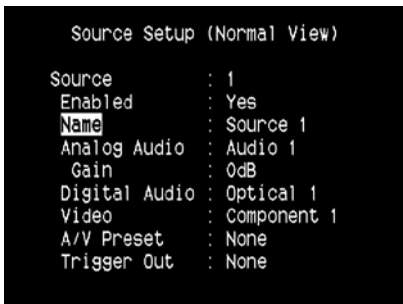 Source Setup (Normal View)
Source : 1
Enabled : Yes
Name : Source 1
Analog Audio : Audio 1
Gain : 0dB
Digital Audio : Optical 1
Video : Component 1
A/V Preset : None
Trigger Out : None